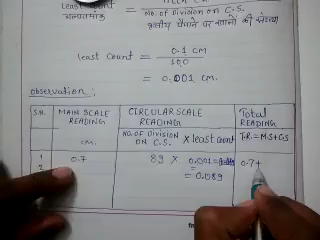 Least Count =
No. of Division on C.S.
वृत्तीय पैमाने पर खानों की संख्या
Least Count = 0.1 cm
100
= 0.001 cm.
Observation:
S.N. MAIN SCALE READING CIRCULAR SCALE READING Total READING
cm. NO. OF DIVISION ON C.S. × least count T.R. = MS+CS
1 0.7 89 × 0.001 = 0.7+
2 = 0.089